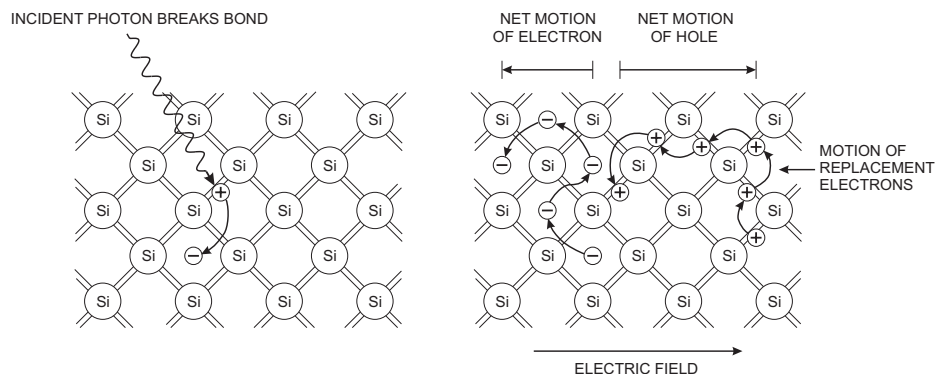 INCIDENT PHOTON BREAKS BOND
Si Si Si Si
Si Si Si
+
Si Si Si Si
Si − Si Si
Si Si Si Si
NET MOTION
OF ELECTRON
NET MOTION
OF HOLE
Si − Si Si Si
+ + +
− Si − Si Si
+ +
Si − Si Si Si
+
Si − Si Si
Si Si Si Si
MOTION OF
REPLACEMENT
ELECTRONS
ELECTRIC FIELD